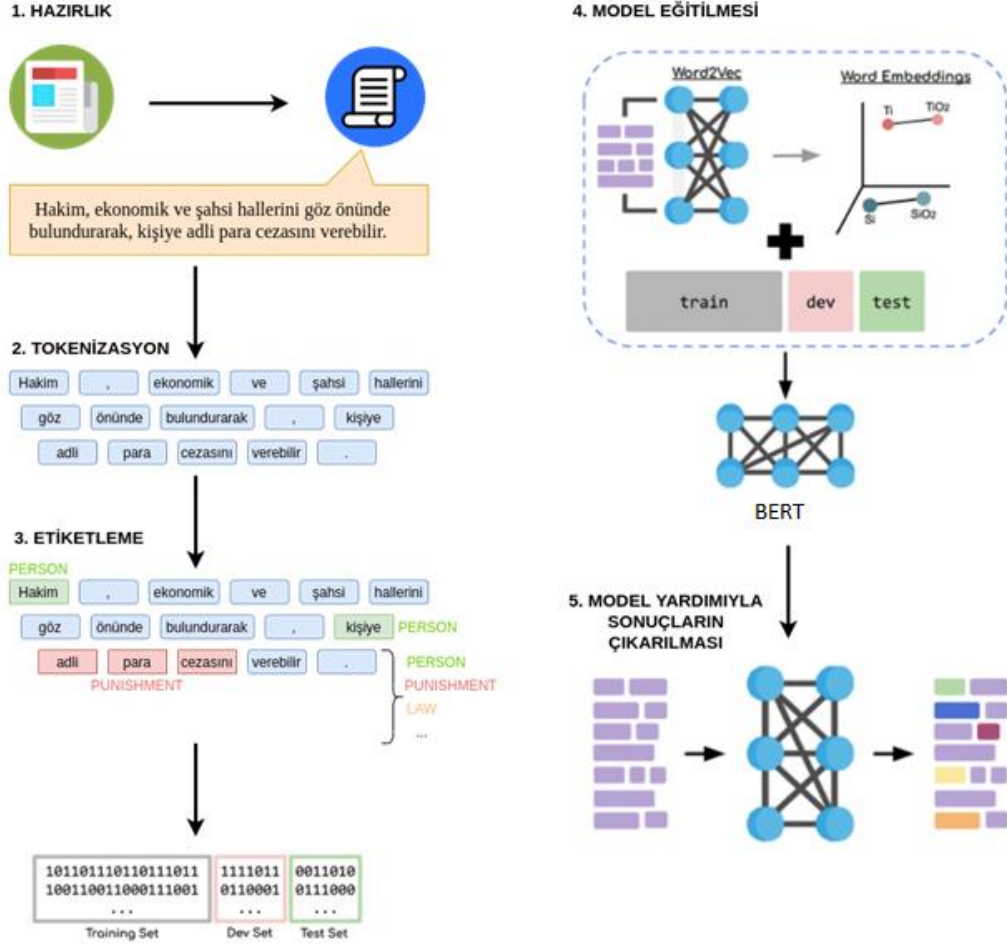 1. HAZIRLIK
Hakim, ekonomik ve şahsi hallerini göz önünde
bulundurarak, kişiye adli para cezasını verebilir.
2. TOKENİZASYON
Hakim , ekonomik ve şahsi hallerini
göz önünde bulundurarak , kişiye
adli para cezasını verebilir .
3. ETİKETLEME
PERSON
Hakim , ekonomik ve şahsi hallerini
göz önünde bulundurarak , kişiye PERSON
adli para cezasını verebilir . PERSON
PUNISHMENT PUNISHMENT
LAW
...
1011011110110111011 1111011 0011010
100110011000111001 0110001 0111000
... ... ...
Training Set Dev Set Test Set
4. MODEL EĞİTİLMESİ
Word2Vec Word Embeddings
Ti TiO2
Si SiO2
train dev test
BERT
5. MODEL YARDIMIYLA
SONUÇLARIN
ÇIKARILMASI